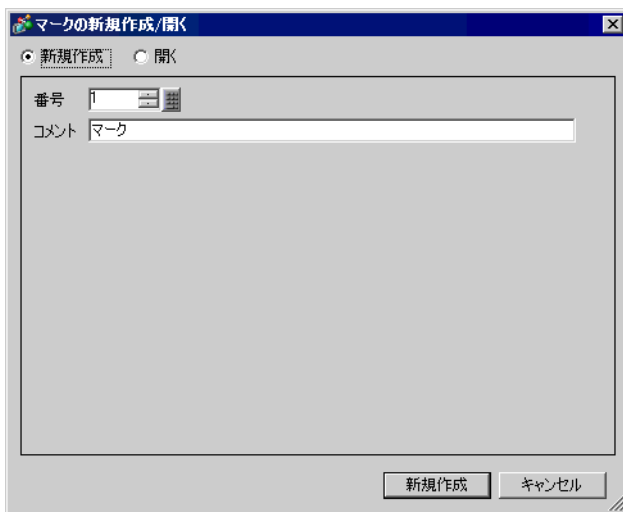 マークの新規作成/開く
新規作成 開く
番号 1
コメント マーク
新規作成 キャンセル